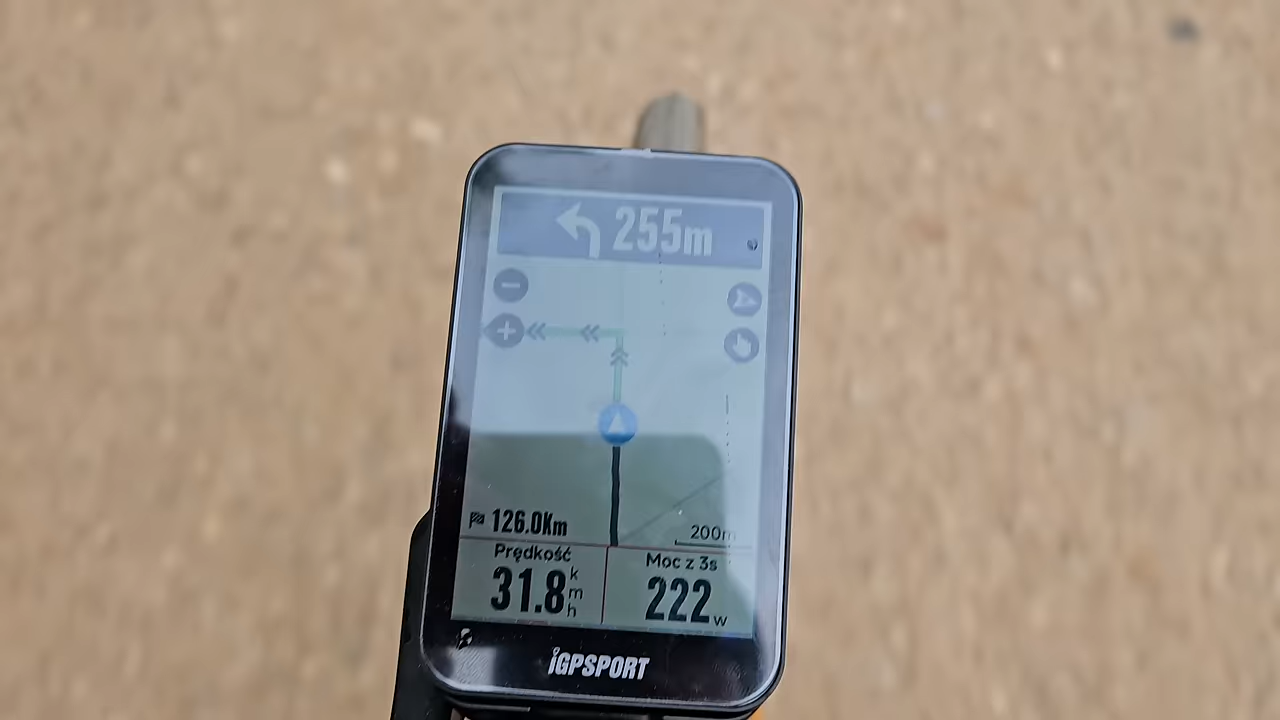 255m
126.0Km
200m
Prędkość
31.8 km h
Moc z 3s
222 w
iGPSPORT